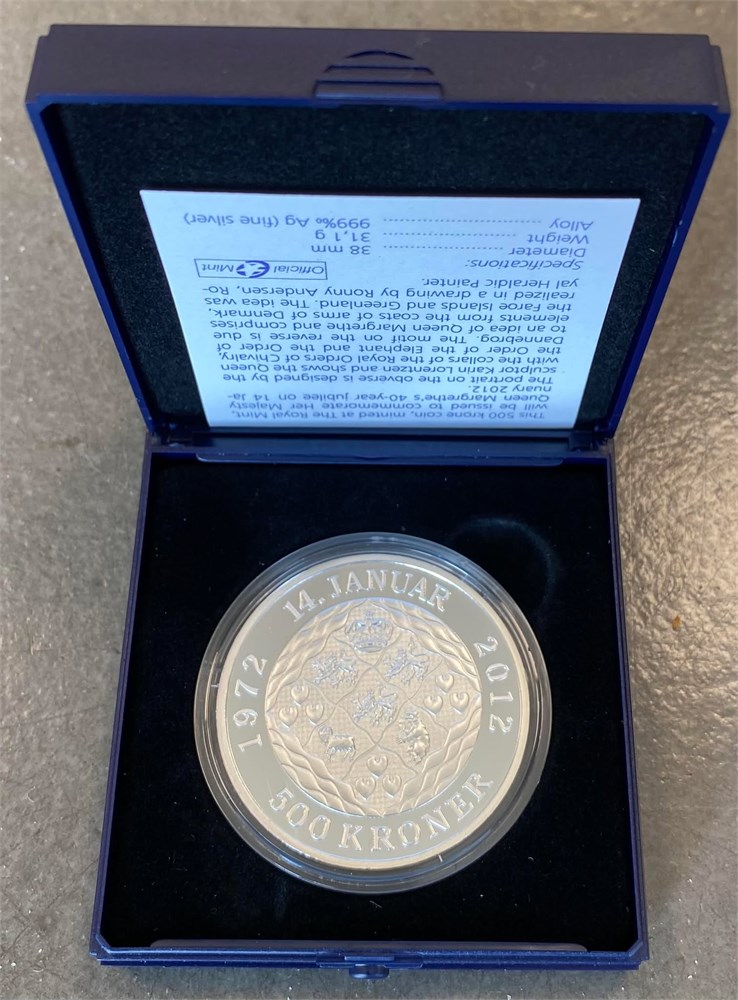 This 500 krone coin, minted at The Royal Mint,
will be issued to commemorate Her Majesty
Queen Margrethe's 40-year jubilee on 14 Ja-
nuary 2012.
The portrait on the obverse is designed by the
sculptor Karin Lorentzen and shows the Queen
with the collars of the Royal Orders of Chivalry,
the Order of the Elephant and the Order of
Dannebrog. The motif on the reverse is due
to an idea of Queen Margrethe and comprises
elements from the coats of arms of Denmark,
the Faroe Islands and Greenland. The idea was
realized in a drawing by Ronny Andersen, Ro-
yal Heraldic Painter.
Specifications:
Official Mint
Diameter ........................ 38 mm
Weight ........................ 31,1 g
Alloy ........................ 999‰ Ag (fine silver)
14. JANUAR
1972
2012
500 KRONER